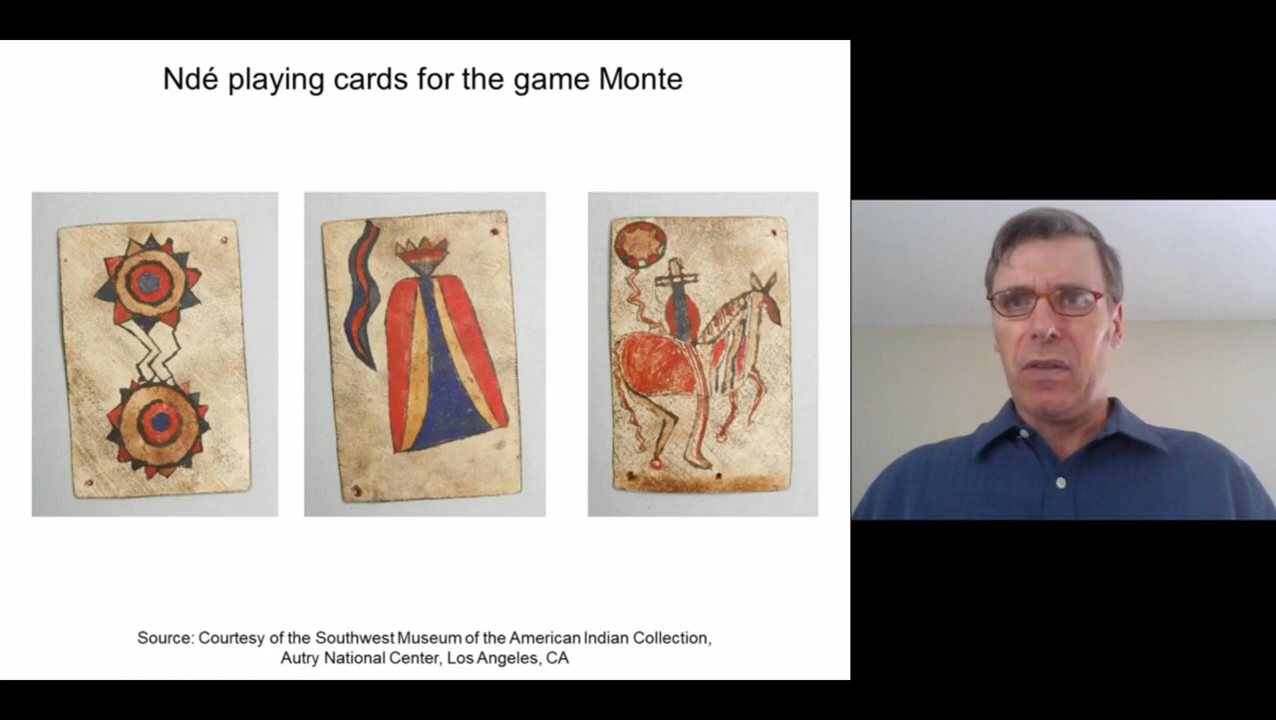 Ndé playing cards for the game Monte
Source: Courtesy of the Southwest Museum of the American Indian Collection,
Autry National Center, Los Angeles, CA